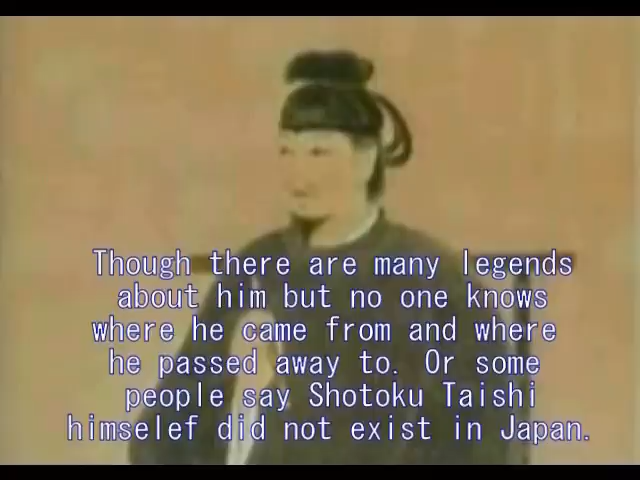 Though there are many legends
about him but no one knows
where he came from and where
he passed away to. Or some
people say Shotoku Taishi
himselef did not exist in Japan.